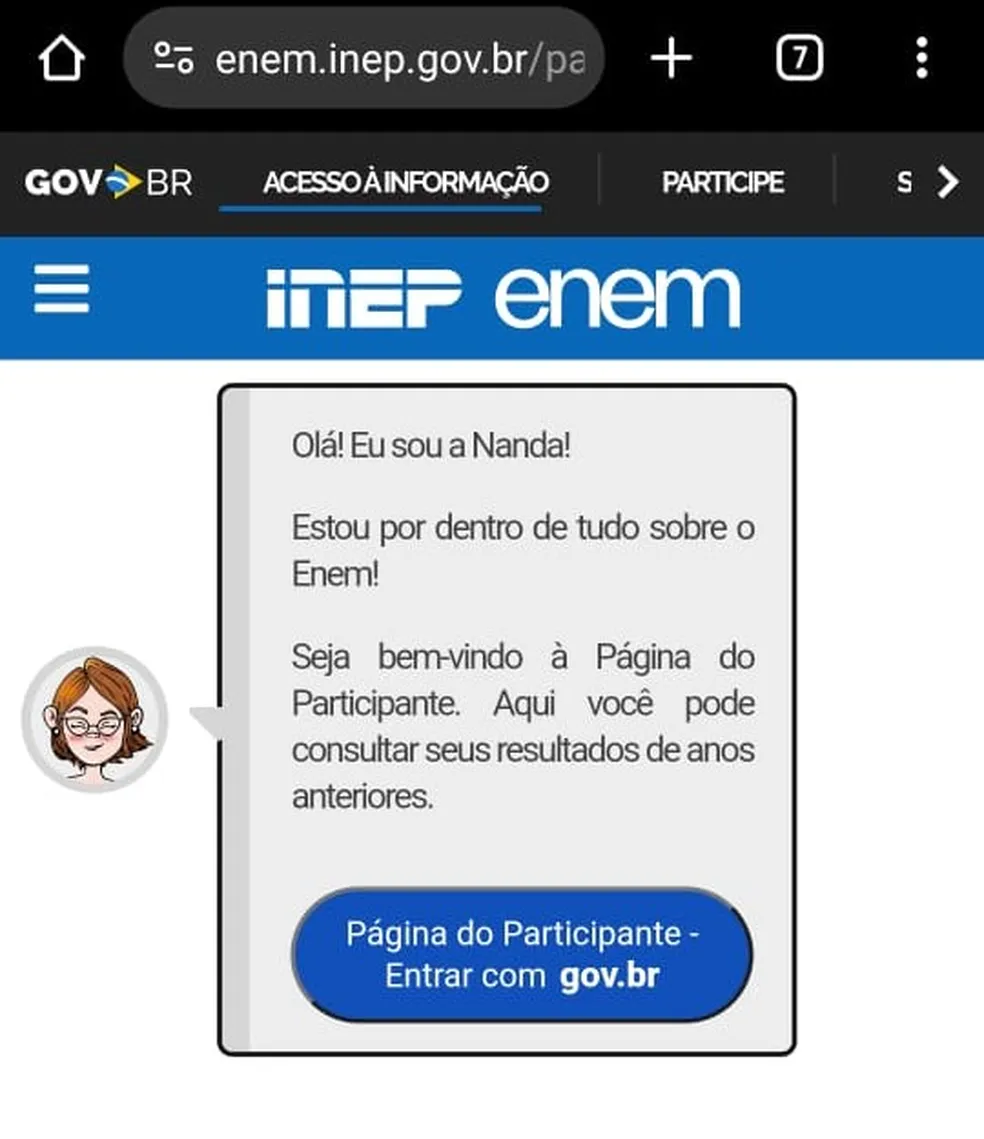 enem.inep.gov.br/pa
7
GOV BR ACESSO À INFORMAÇÃO PARTICIPE S
inep enem
Olá! Eu sou a Nanda!
Estou por dentro de tudo sobre o
Enem!
Seja bem-vindo à Página do
Participante. Aqui você pode
consultar seus resultados de anos
anteriores.
Página do Participante -
Entrar com gov.br